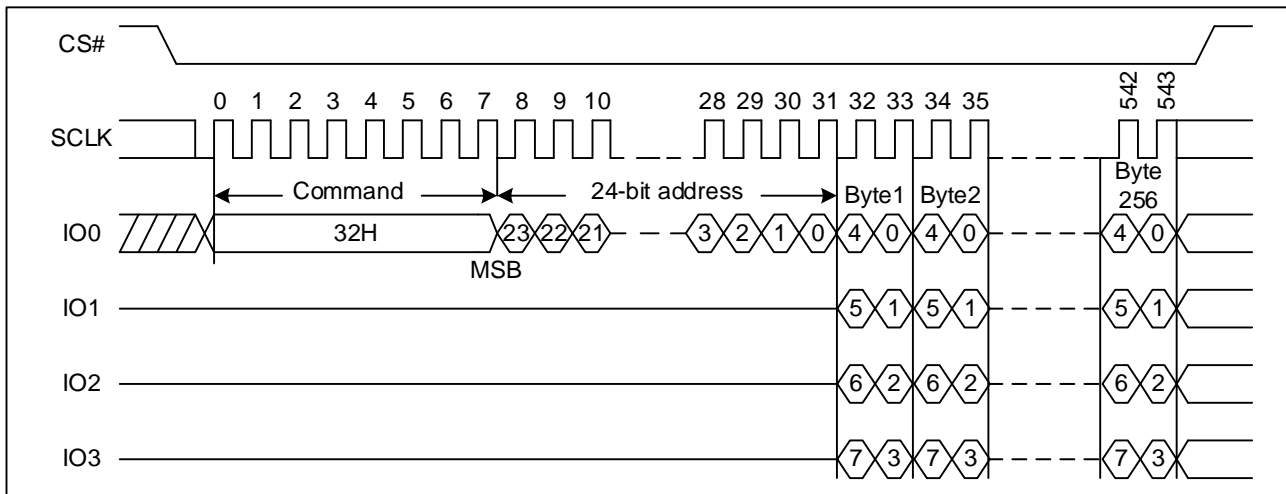 CS#
0 1 2 3 4 5 6 7 8 9 10 28 29 30 31 32 33 34 35 542 543
SCLK
Command 24-bit address Byte1 Byte2 Byte
256
IO0 32H 23 22 21 3 2 1 0 4 0 4 0 4 0
MSB
IO1 5 1 5 1 5 1
IO2 6 2 6 2 6 2
IO3 7 3 7 3 7 3